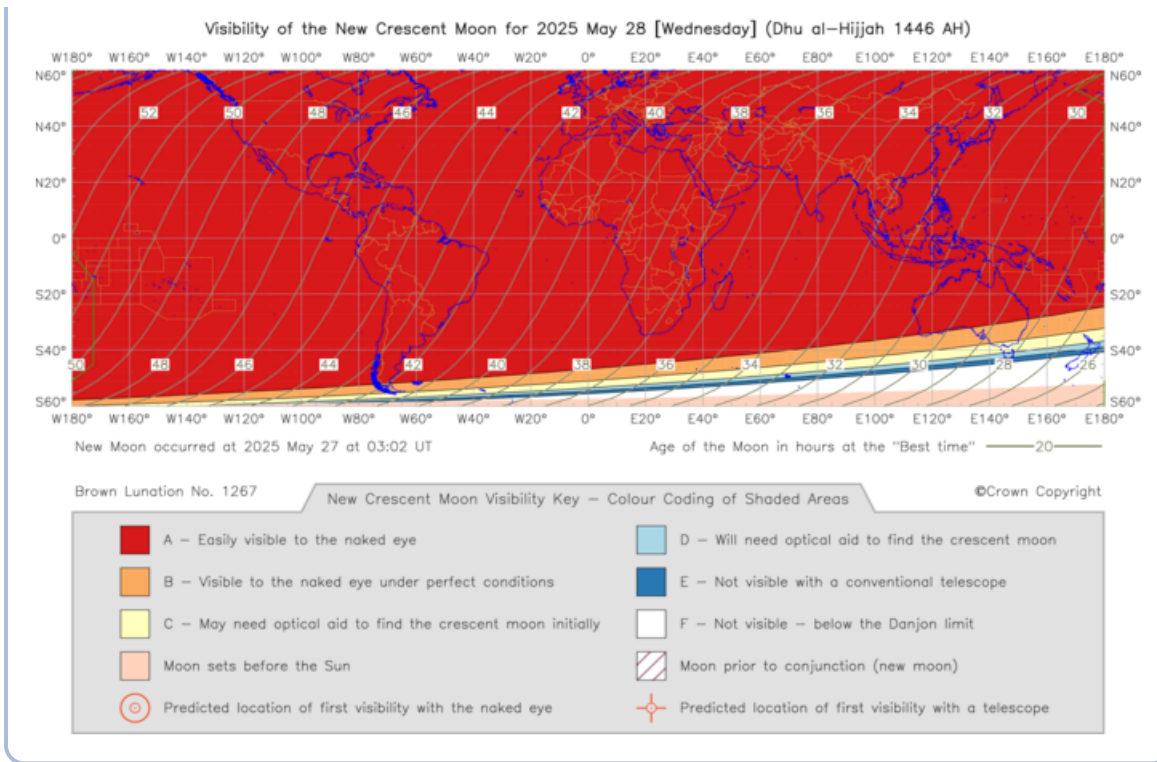 Visibility of the New Crescent Moon for 2025 May 28 [Wednesday] (Dhu al-Hijjah 1446 AH)
W180° W160° W140° W120° W100° W80° W60° W40° W20° 0° E20° E40° E60° E80° E100° E120° E140° E160° E180°
N60° N60°
52 50 48 46 44 42 40 38 36 34 32 30
N40° N40°
N20° N20°
0° 0°
S20° S20°
S40° S40°
50 48 46 44 42 40 38 36 34 32 30 28 26
S60° S60°
W180° W160° W140° W120° W100° W80° W60° W40° W20° 0° E20° E40° E60° E80° E100° E120° E140° E160° E180°
New Moon occurred at 2025 May 27 at 03:02 UT
Age of the Moon in hours at the "Best time" 20
Brown Lunation No. 1267
New Crescent Moon Visibility Key – Colour Coding of Shaded Areas
©Crown Copyright
A – Easily visible to the naked eye
B – Visible to the naked eye under perfect conditions
C – May need optical aid to find the crescent moon initially
Moon sets before the Sun
Predicted location of first visibility with the naked eye
D – Will need optical aid to find the crescent moon
E – Not visible with a conventional telescope
F – Not visible – below the Danjon limit
Moon prior to conjunction (new moon)
Predicted location of first visibility with a telescope